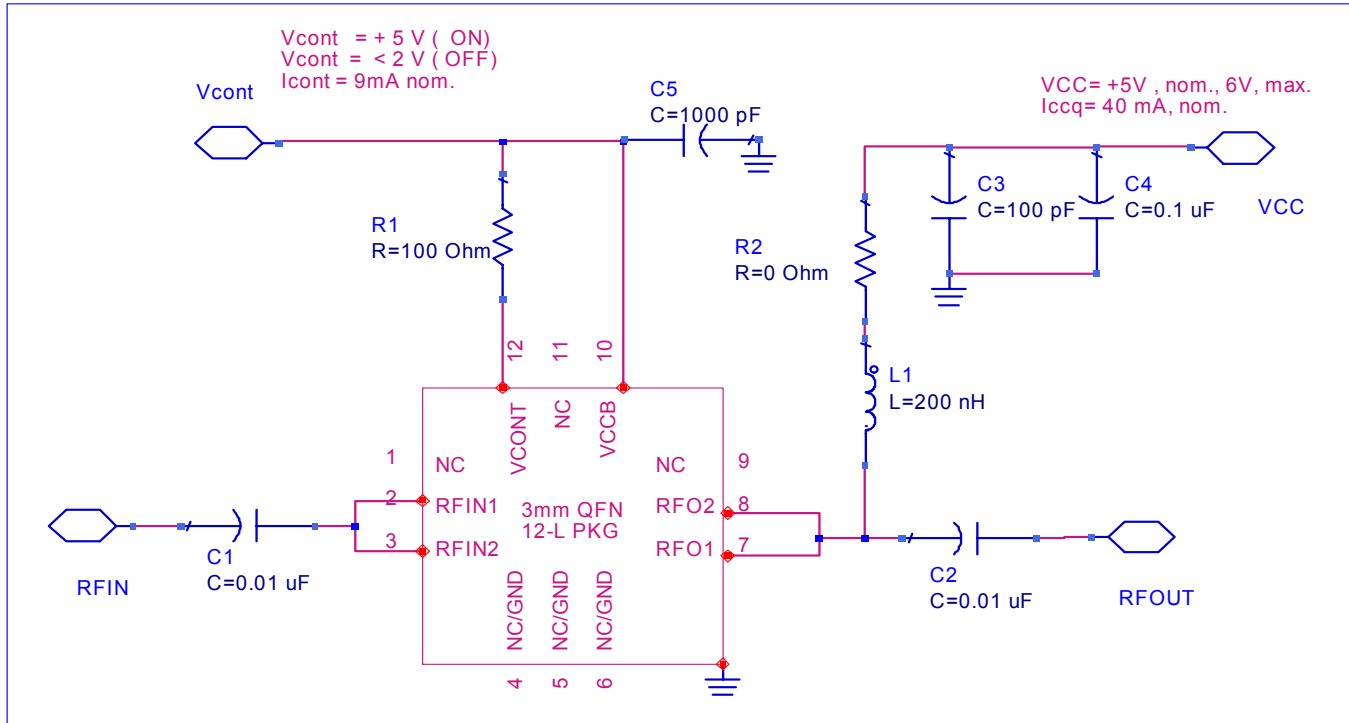 Vcont = + 5 V ( ON)
Vcont = < 2 V ( OFF)
Icont = 9mA nom.
Vcont
C5
C=1000 pF
VCC= +5V , nom., 6V, max.
Iccq= 40 mA, nom.
R1
R=100 Ohm
R2
R=0 Ohm
C3
C=100 pF
C4
C=0.1 uF
VCC
12
11
10
L1
L=200 nH
VCONT
NC
VCCB
1
NC
NC
9
2
RFIN1
3mm QFN
12-L PKG
RFO2
8
3
RFIN2
RFO1
7
C1
C=0.01 uF
RFIN
NC/GND
NC/GND
NC/GND
C2
C=0.01 uF
RFOUT
4
5
6